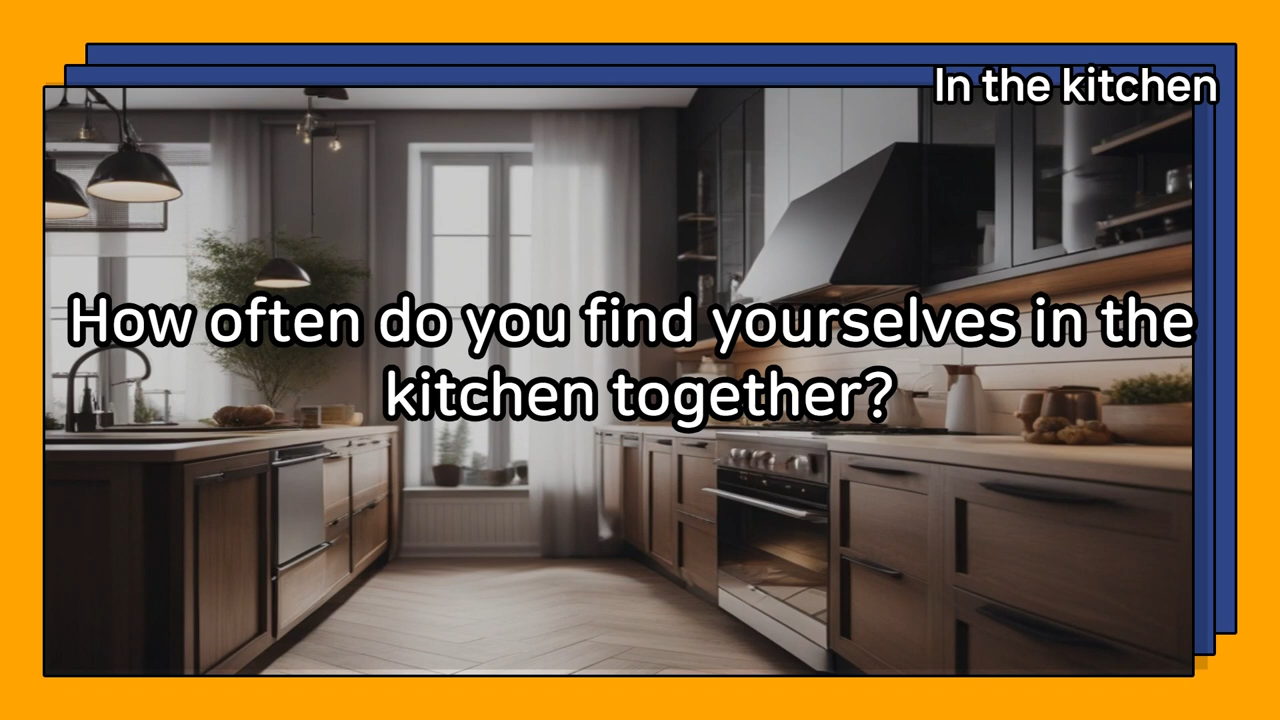 In the kitchen
How often do you find yourselves in the
kitchen together?